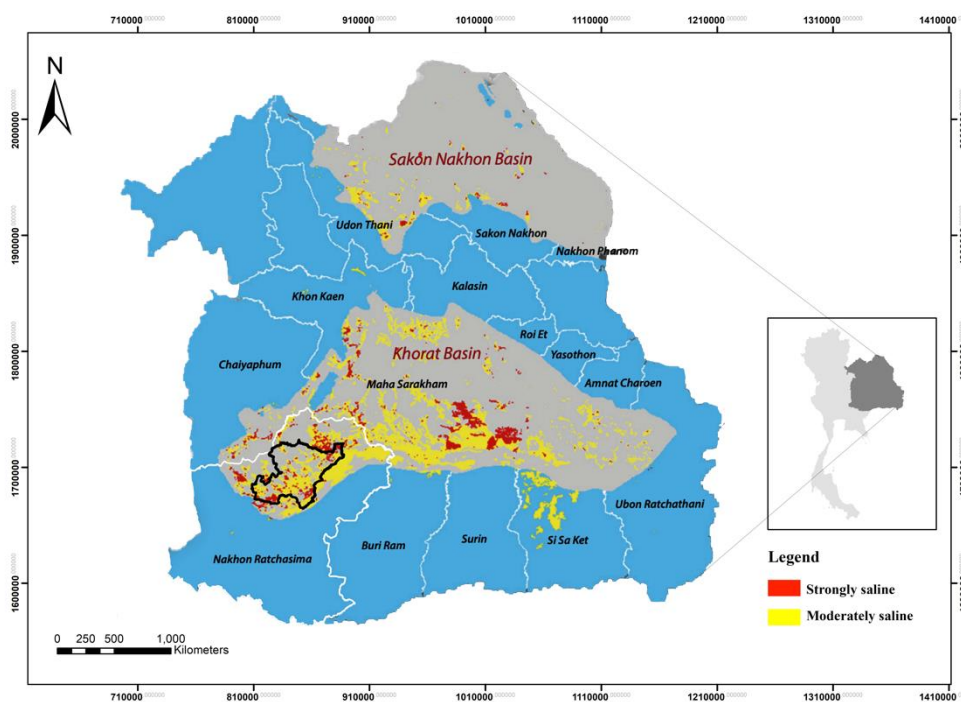 710000 810000 910000 1010000 1110000 1210000 1310000 1410000
N
2000000
1900000
1800000
1700000
1600000
Sakon Nakhon Basin
Udon Thani
Sakon Nakhon
Nakhon Phanom
Khon Kaen
Kalasin
Roi Et
Khorat Basin
Yasothon
Chaiyaphum
Maha Sarakham
Amnat Charoen
Ubon Ratchathani
Nakhon Ratchasima
Buri Ram
Surin
Si Sa Ket
Legend
Strongly saline
Moderately saline
0 250 500 1,000
Kilometers
710000 810000 910000 1010000 1110000 1210000 1310000 1410000